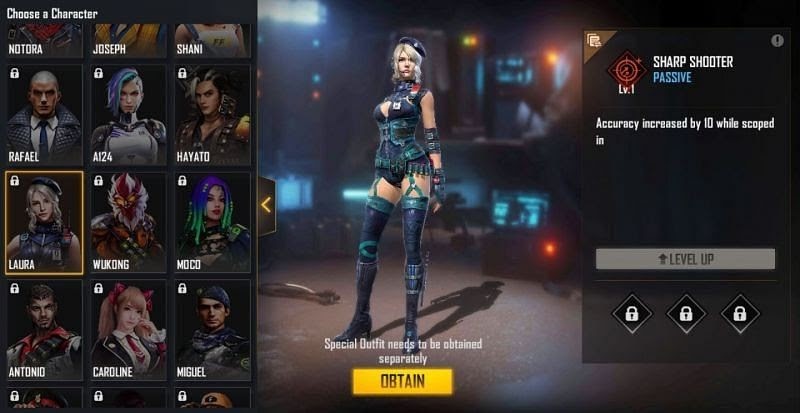 Choose a Character
NOTORA
JOSEPH
SHANI
RAFAEL
A124
HAYATO
LAURA
WUKONG
MOCO
ANTONIO
CAROLINE
MIGUEL
Special Outfit needs to be obtained
separately
OBTAIN
SHARP SHOOTER
PASSIVE
Lv.1
Accuracy increased by 10 while scoped
in
LEVEL UP